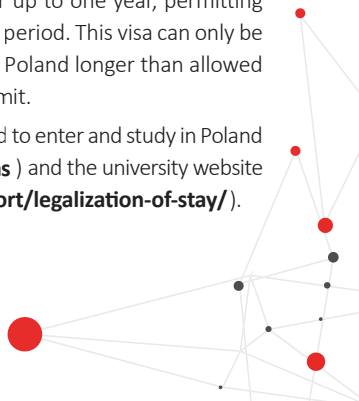 up to one year, permitting
period. This visa can only be
Poland longer than allowed
mit.
d to enter and study in Poland
ns ) and the university website
ort/legalization-of-stay/).